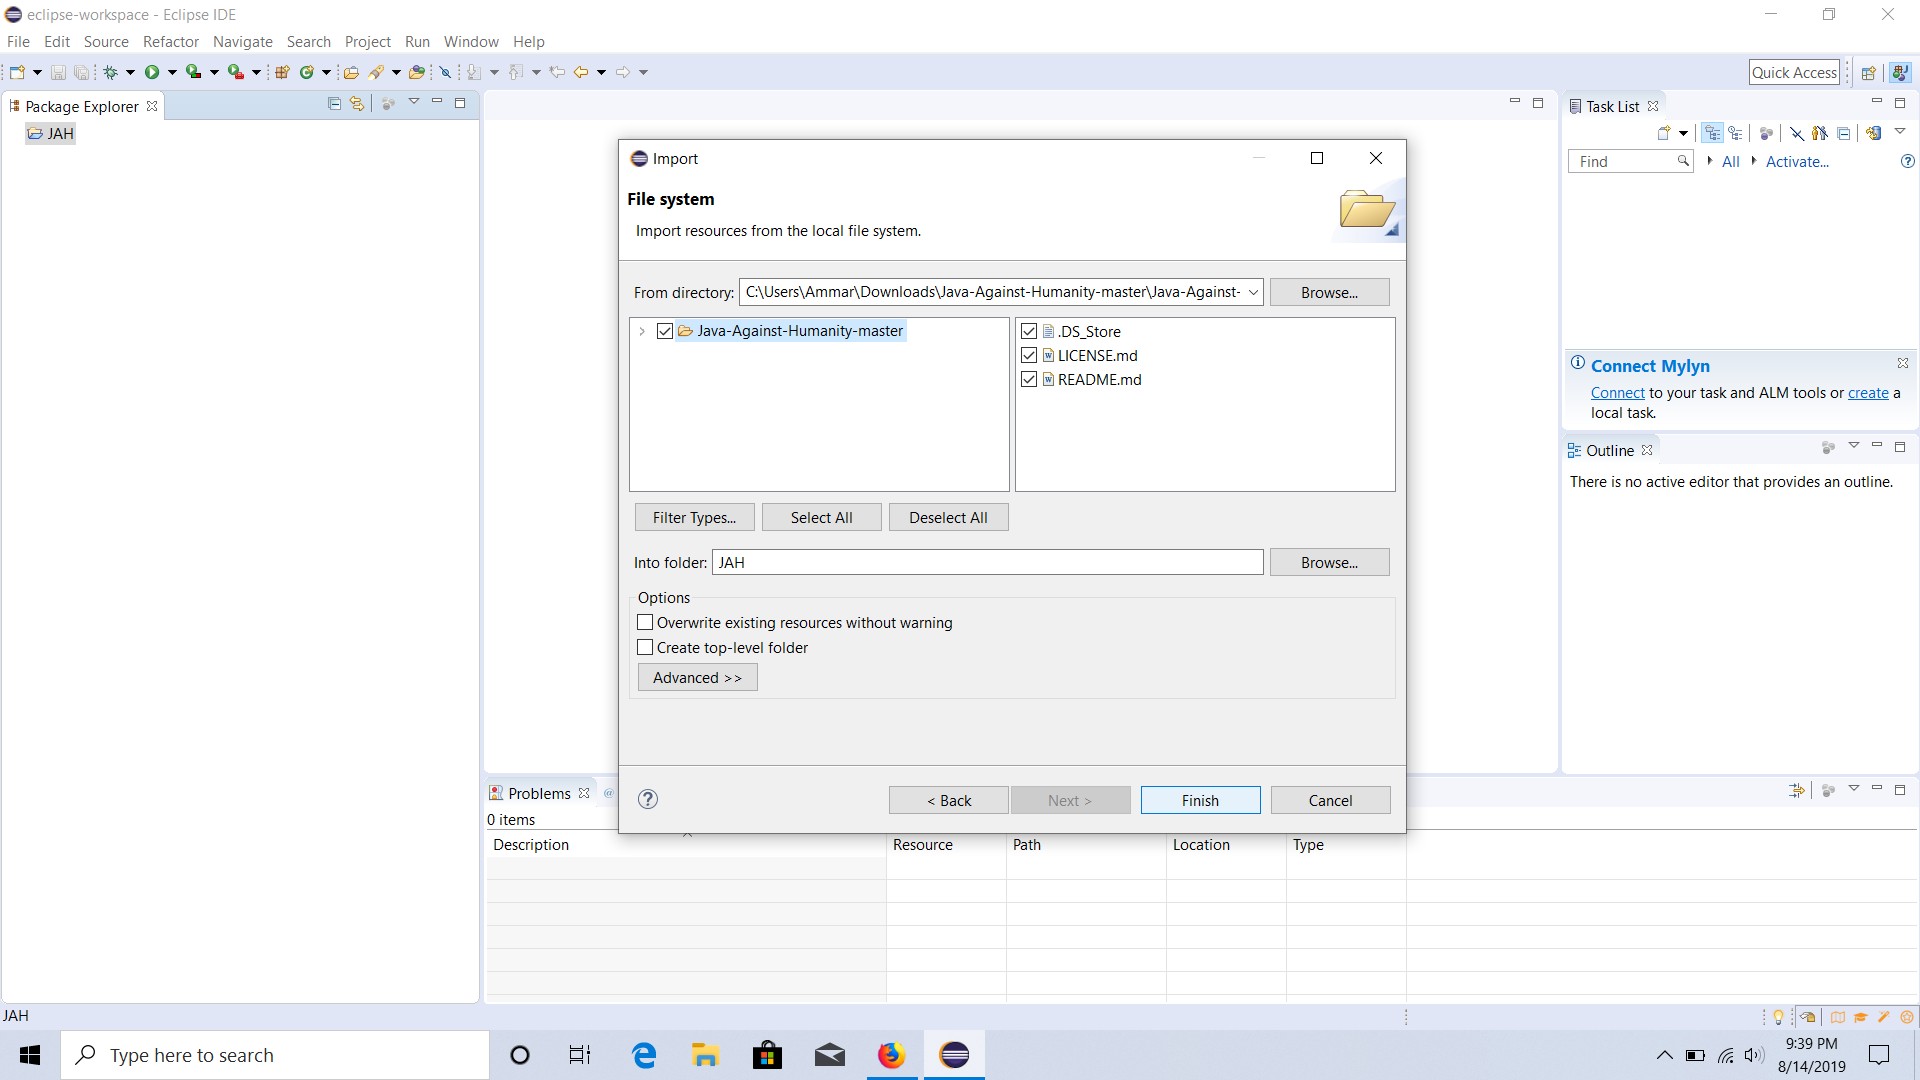 eclipse-workspace - Eclipse IDE
File Edit Source Refactor Navigate Search Project Run Window Help
Quick Access
Package Explorer
JAH
Task List
Find
All
Activate...
Import
File system
Import resources from the local file system.
From directory: C:\Users\Ammar\Downloads\Java-Against-Humanity-master\Java-Against- Browse...
Java-Against-Humanity-master
.DS_Store
LICENSE.md
README.md
Filter Types... Select All Deselect All
Into folder: JAH Browse...
Options
Overwrite existing resources without warning
Create top-level folder
Advanced >>
< Back Next > Finish Cancel
Connect Mylyn
Connect to your task and ALM tools or create a
local task.
Outline
There is no active editor that provides an outline.
Problems @
0 items
Description Resource Path Location Type
JAH
Type here to search
9:39 PM
8/14/2019